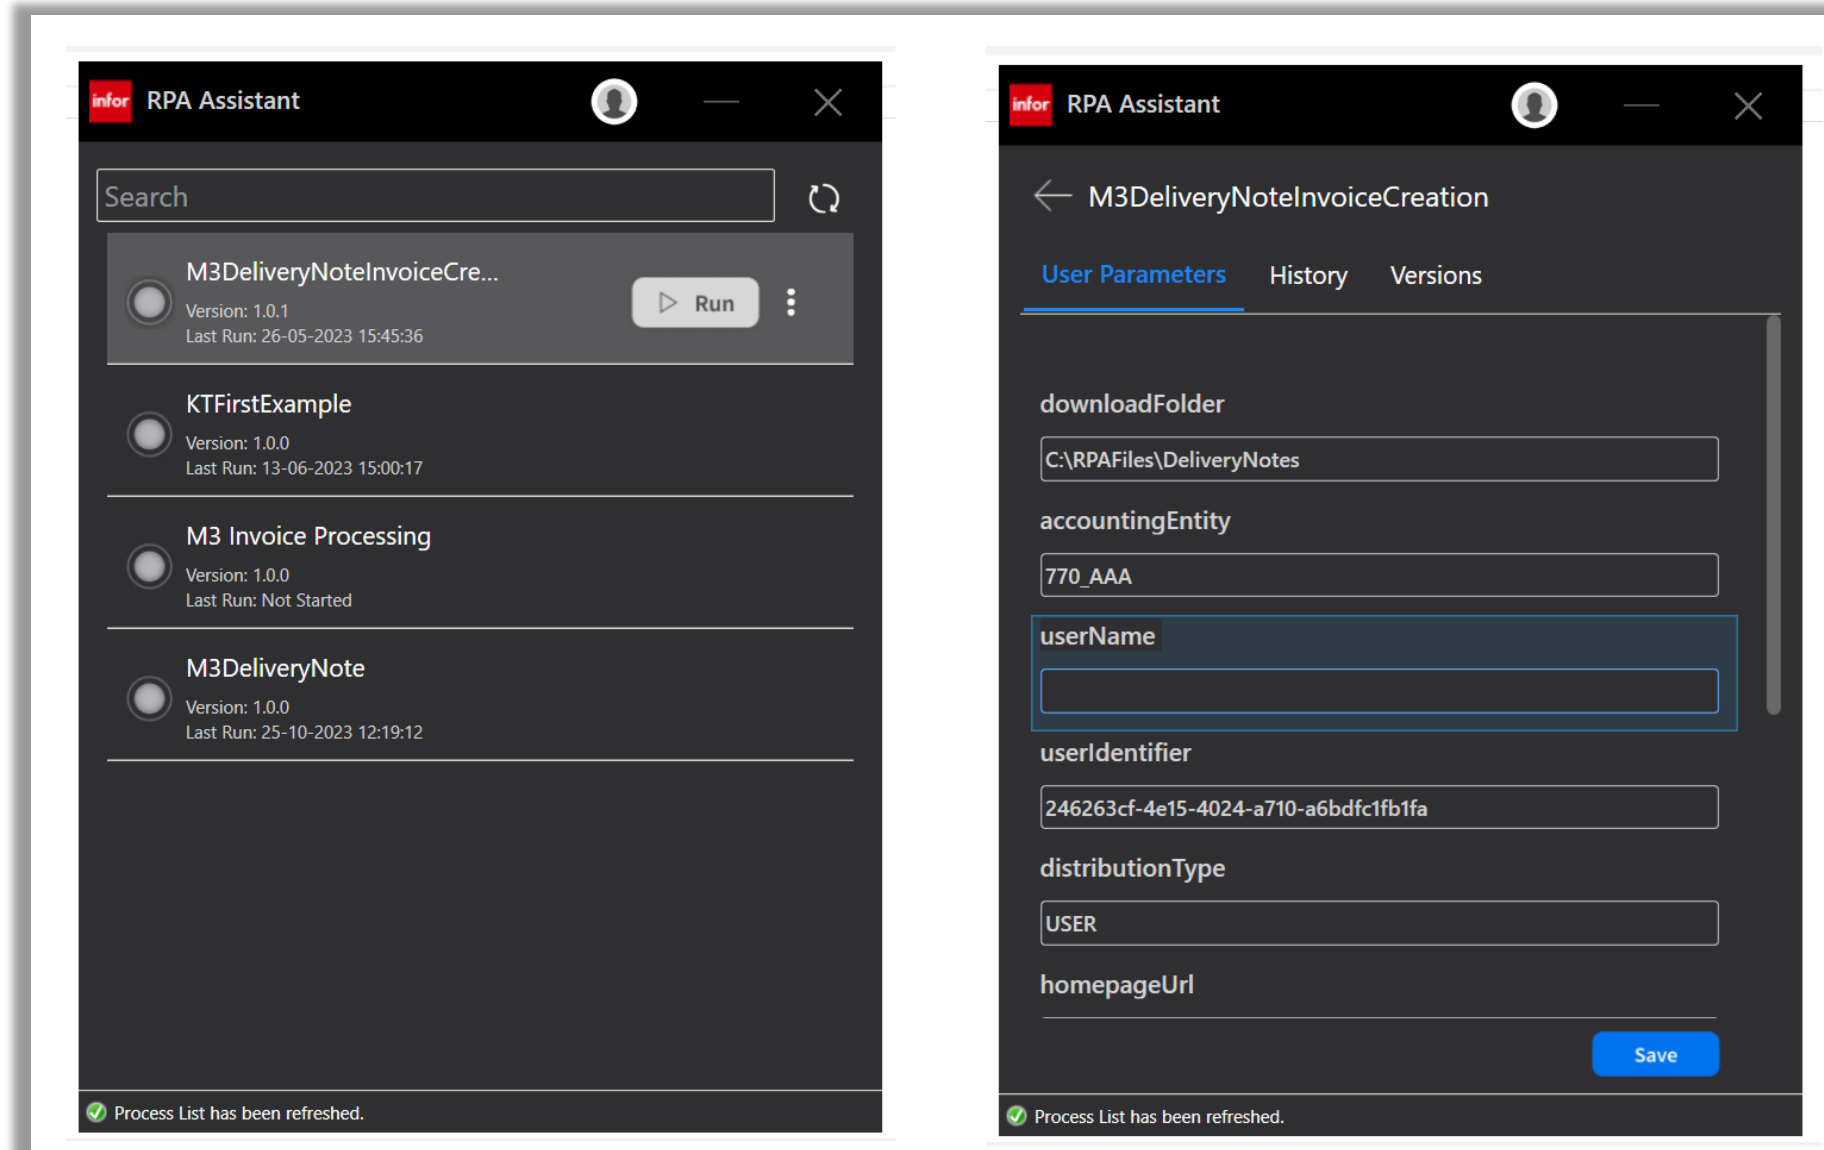 infor RPA Assistant
Search
M3DeliveryNoteInvoiceCre...
Version: 1.0.1
Last Run: 26-05-2023 15:45:36
Run
KTFirstExample
Version: 1.0.0
Last Run: 13-06-2023 15:00:17
M3 Invoice Processing
Version: 1.0.0
Last Run: Not Started
M3DeliveryNote
Version: 1.0.0
Last Run: 25-10-2023 12:19:12
Process List has been refreshed.
infor RPA Assistant
M3DeliveryNoteInvoiceCreation
User Parameters History Versions
downloadFolder
C:\RPAFiles\DeliveryNotes
accountingEntity
770_AAA
userName
userIdentifier
246263cf-4e15-4024-a710-a6bdfc1fb1fa
distributionType
USER
homepageUrl
Save
Process List has been refreshed.